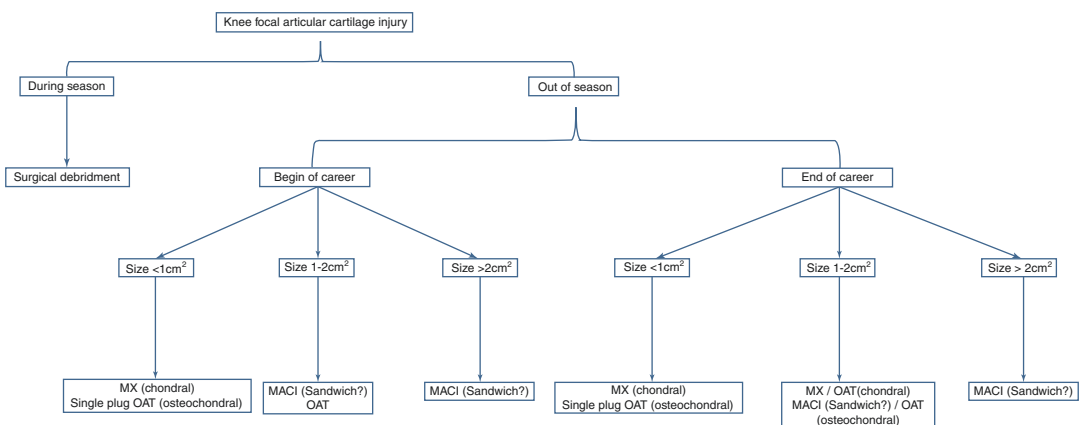 Knee focal articular cartilage injury
During season
Out of season
Surgical debridment
Begin of career
End of career
Size <1cm²
Size 1-2cm²
Size >2cm²
Size <1cm²
Size 1-2cm²
Size > 2cm²
MX (chondral)
Single plug OAT (osteochondral)
MACI (Sandwich?)
OAT
MACI (Sandwich?)
MX (chondral)
Single plug OAT (osteochondral)
MX / OAT(chondral)
MACI (Sandwich?) / OAT
(osteochondral)
MACI (Sandwich?)